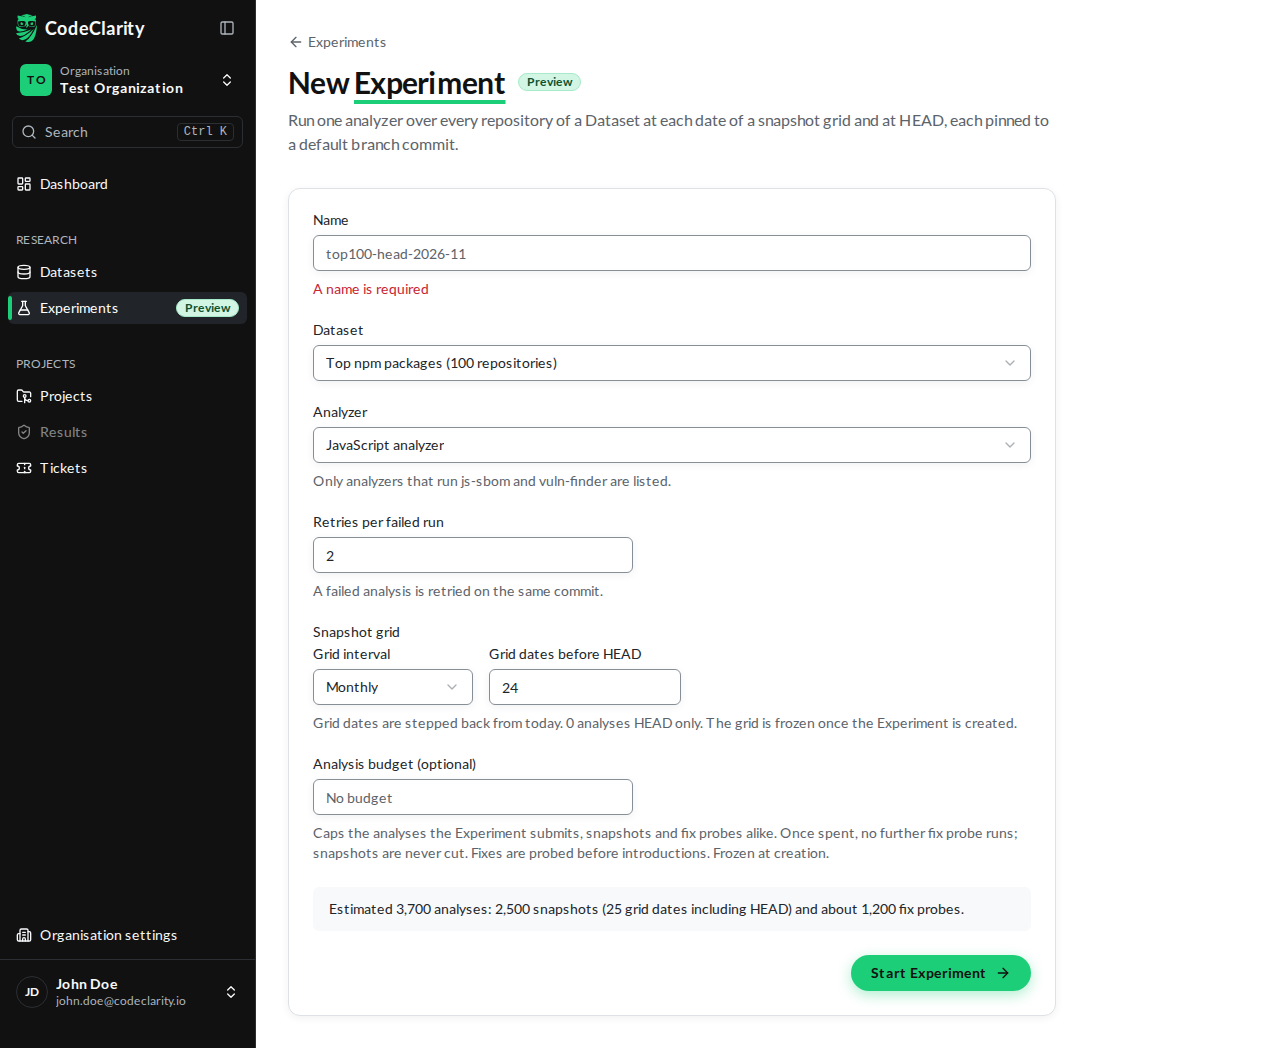 CodeClarity
TO
Organisation
Test Organization
Search
Ctrl K
Dashboard
RESEARCH
Datasets
Experiments
Preview
PROJECTS
Projects
Results
Tickets
Organisation settings
JD
John Doe
john.doe@codeclarity.io
Experiments
New Experiment
Preview
Run one analyzer over every repository of a Dataset at each date of a snapshot grid and at HEAD, each pinned to
a default branch commit.
Name
top100-head-2026-11
A name is required
Dataset
Top npm packages (100 repositories)
Analyzer
JavaScript analyzer
Only analyzers that run js-sbom and vuln-finder are listed.
Retries per failed run
2
A failed analysis is retried on the same commit.
Snapshot grid
Grid interval
Grid dates before HEAD
Monthly
24
Grid dates are stepped back from today. 0 analyses HEAD only. The grid is frozen once the Experiment is created.
Analysis budget (optional)
No budget
Caps the analyses the Experiment submits, snapshots and fix probes alike. Once spent, no further fix probe runs;
snapshots are never cut. Fixes are probed before introductions. Frozen at creation.
Estimated 3,700 analyses: 2,500 snapshots (25 grid dates including HEAD) and about 1,200 fix probes.
Start Experiment